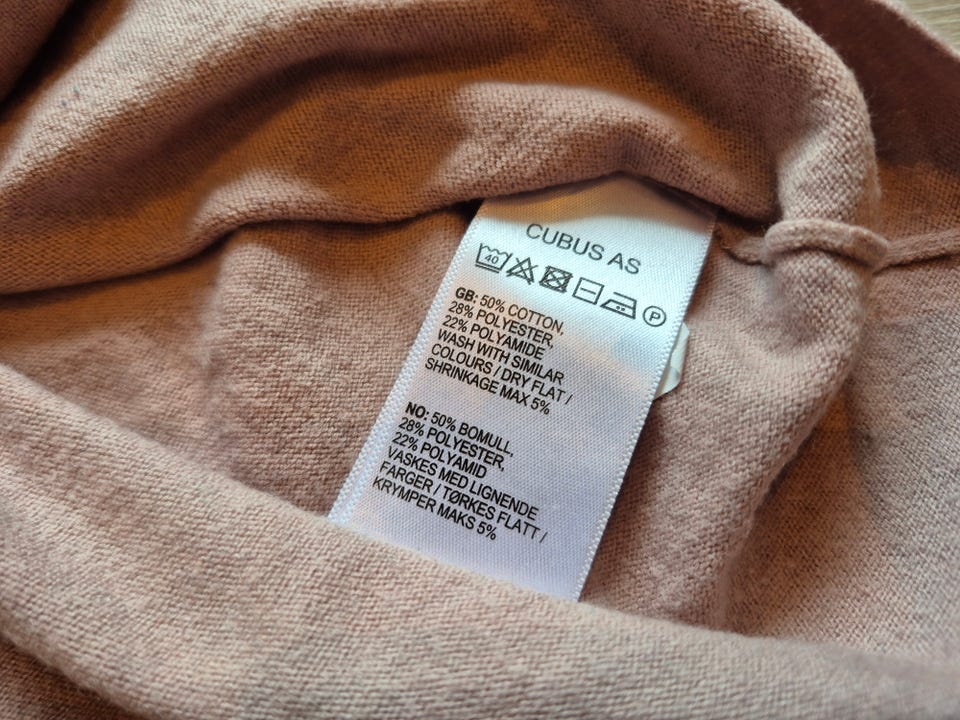 CUBUS AS
40 P
GB: 50% COTTON,
28% POLYESTER,
22% POLYAMIDE
WASH WITH SIMILAR
COLOURS / DRY FLAT /
SHRINKAGE MAX 5%
NO: 50% BOMULL,
28% POLYESTER,
22% POLYAMID
VASKES MED LIGNENDE
FARGER / TØRKES FLATT /
KRYMPER MAKS 5%